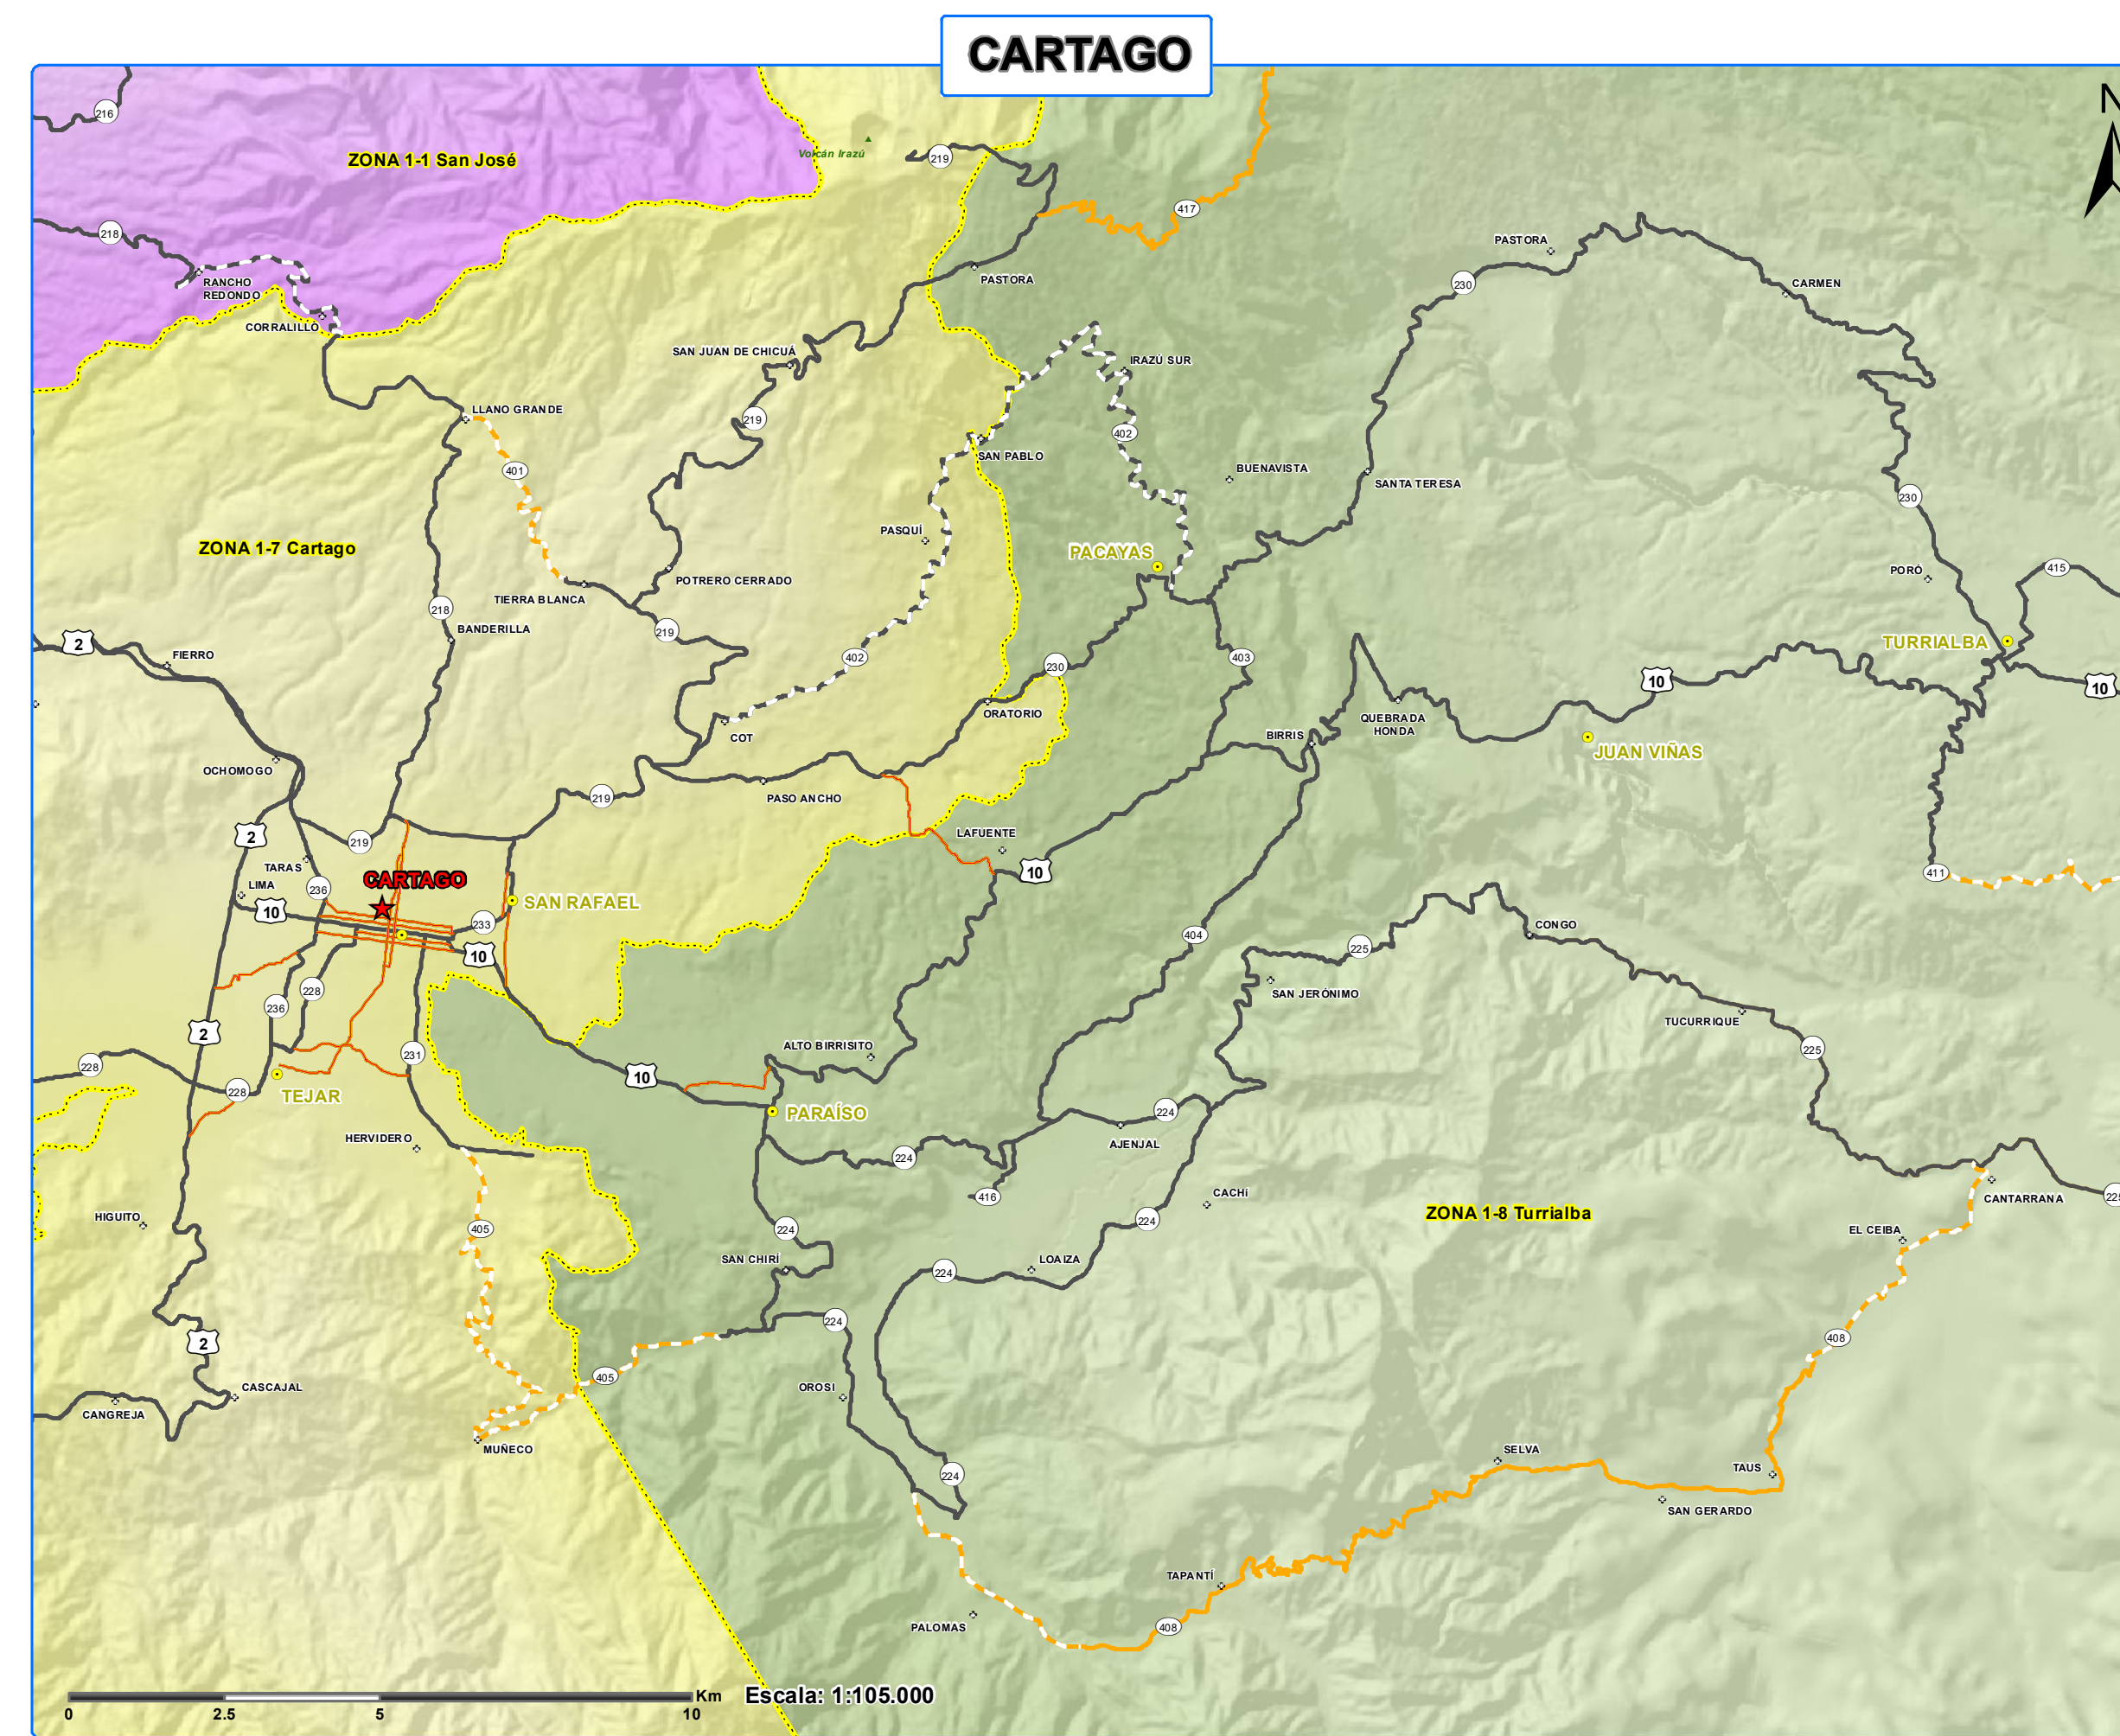 CARTAGO
N
216
Volcán Irazú
219
ZONA 1-1 San José
417
218
PASTORA
RANCHO
REDONDO
PASTORA
230
CARMEN
CORRALILLO
SAN JUAN DE CHICUÁ
IRAZÚ SUR
LLANO GRANDE
219
402
SAN PABLO
401
BUENAVISTA
SANTA TERESA
230
PASQUÍ
ZONA 1-7 Cartago
PACAYAS
415
PORÓ
POTRERO CERRADO
TIERRA BLANCA
218
BANDERILLA
219
2
FIERRO
402
230
403
TURRIALBA
10
10
ORATORIO
QUEBRADA
HONDA
COT
BIRRIS
JUAN VIÑAS
OCHOMOGO
219
PASO ANCHO
2
219
LAFUENTE
TARAS
10
411
CARTAGO
LIMA
236
SAN RAFAEL
10
233
CONGO
404
225
10
228
SAN JERÓNIMO
236
TUCURRIQUE
2
ALTO BIRRISITO
225
231
228
10
228
TEJAR
PARAÍSO
224
HERVIDERO
AJENJAL
224
416
CACHí
CANTARRANA
225
HIGUITO
405
224
224
ZONA 1-8 Turrialba
EL CEIBA
SAN CHIRÍ
LOAIZA
224
224
408
2
405
OROSI
CASCAJAL
CANGREJA
MUÑECO
SELVA
TAUS
224
SAN GERARDO
TAPANTÍ
PALOMAS
408
Km
Escala: 1:105.000
0
2.5
5
10